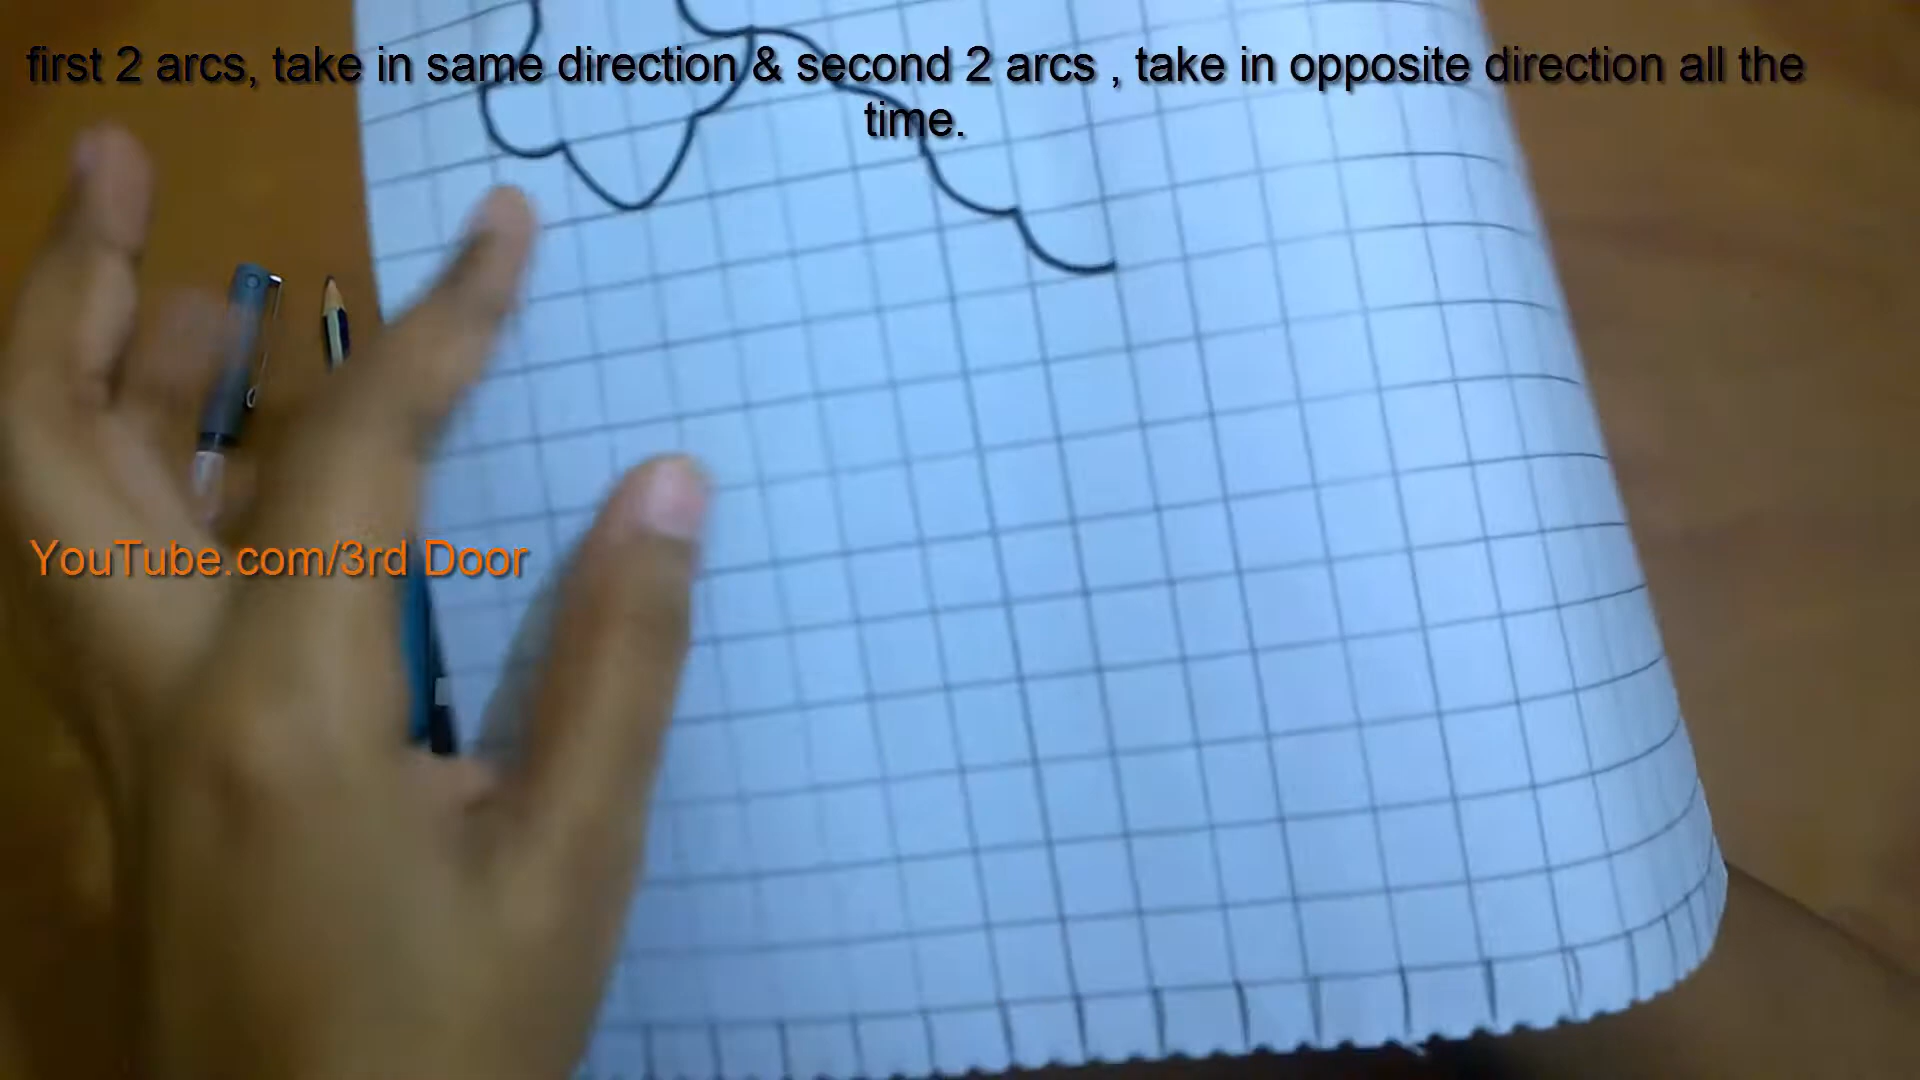 first 2 arcs, take in same direction & second 2 arcs , take in opposite direction all the
time.
YouTube.com/3rd Door